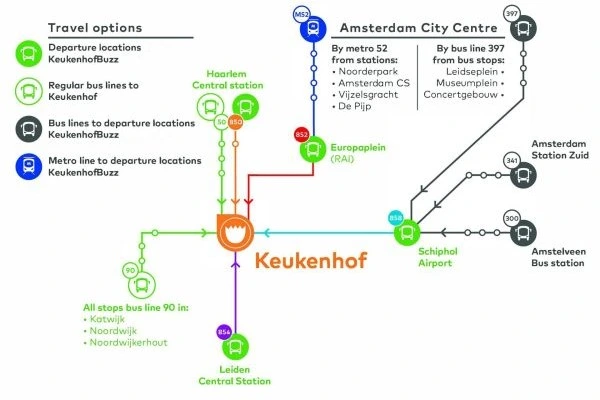 Travel options
Departure locations
KeukenhofBuzz
Regular bus lines to
Keukenhof
Bus lines to departure locations
KeukenhofBuzz
Metro line to departure locations
KeukenhofBuzz
M52
Amsterdam City Centre
397
By metro 52
from stations:
• Noorderpark
• Amsterdam CS
• Vijzelsgracht
• De Pijp
By bus line 397
from bus stops:
Leidseplein •
Museumplein •
Concertgebouw •
Haarlem
Central station
50
850
852
Europaplein
(RAI)
Amsterdam
Station Zuid
341
858
Schiphol
Airport
300
Amstelveen
Bus station
Keukenhof
90
All stops bus line 90 in:
• Katwijk
• Noordwijk
• Noordwijkerhout
854
Leiden
Central Station